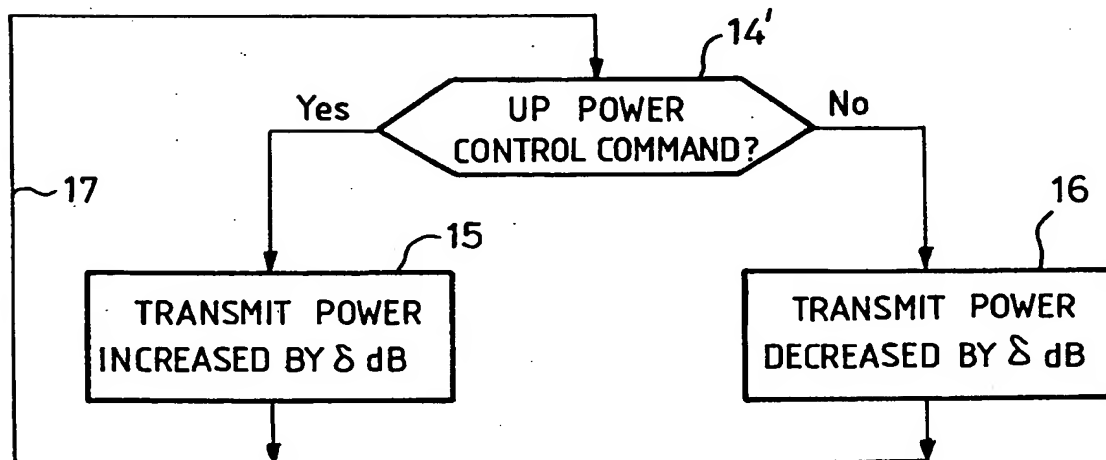 14'
Yes
UP POWER
CONTROL COMMAND?
No
17
15
16
TRANSMIT POWER
INCREASED BY δ dB
TRANSMIT POWER
DECREASED BY δ dB